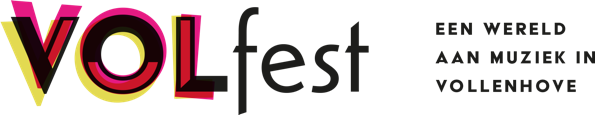 VOLfest
EEN WERELD
AAN MUZIEK IN
VOLLENHOVE